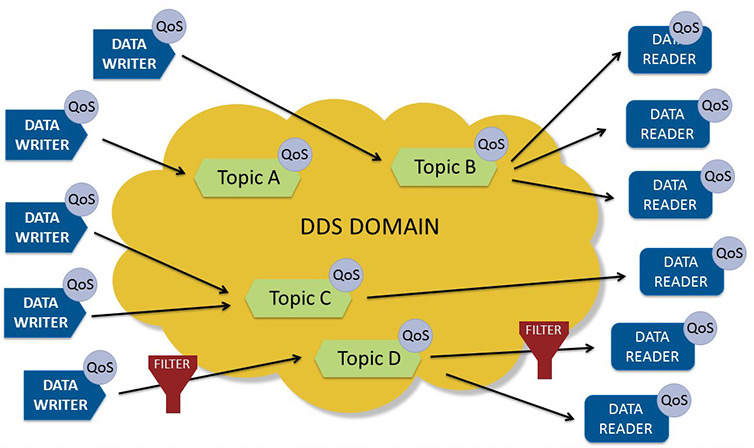 QoS
DATA
WRITER
QoS
DATA
READER
QoS
DATA
WRITER
QoS
Topic A
QoS
Topic B
QoS
DATA
READER
QoS
DATA
READER
DDS DOMAIN
QoS
DATA
WRITER
QoS
Topic C
QoS
DATA
READER
QoS
DATA
WRITER
QoS
Topic D
FILTER
QoS
DATA
READER
QoS
DATA
WRITER
FILTER
QoS
DATA
READER